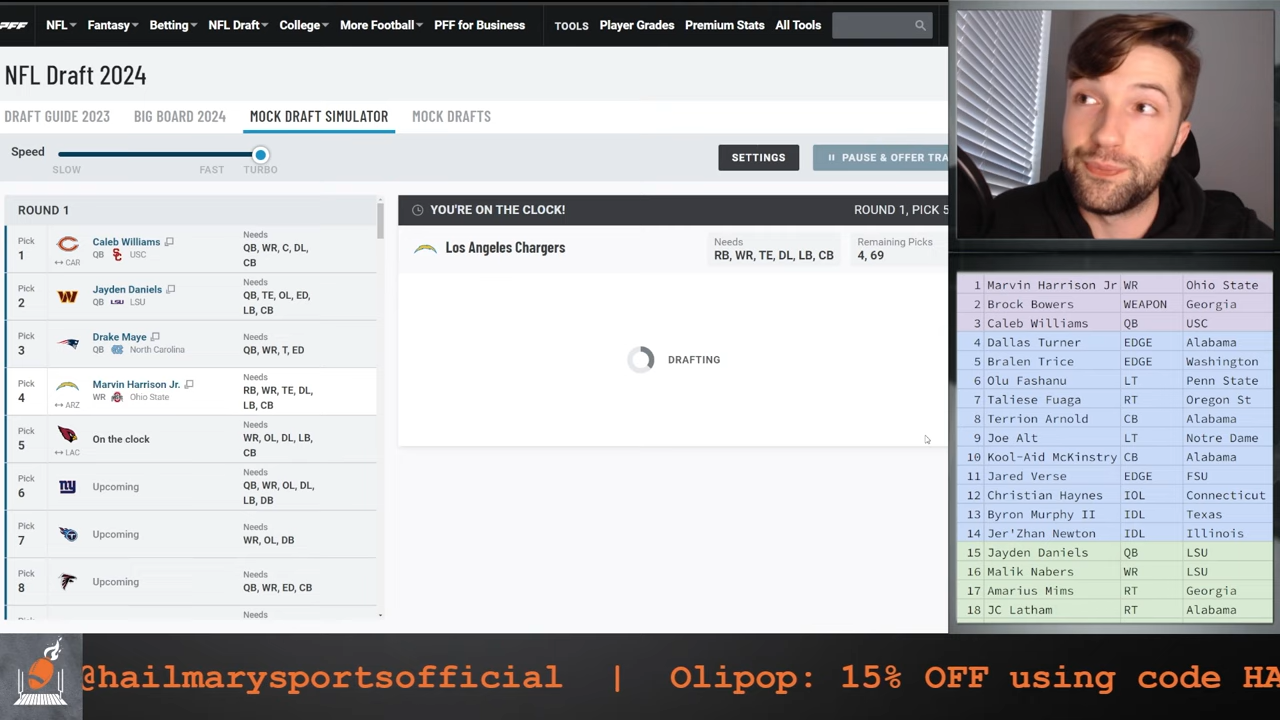 PFF NFL Fantasy Betting NFL Draft College More Football PFF for Business TOOLS Player Grades Premium Stats All Tools
NFL Draft 2024
DRAFT GUIDE 2023 BIG BOARD 2024 MOCK DRAFT SIMULATOR MOCK DRAFTS
Speed
SLOW FAST TURBO
SETTINGS
PAUSE & OFFER TRA
ROUND 1
Pick 1
↔ CAR
Caleb Williams
QB SC USC
Needs
QB, WR, C, DL,
CB
Pick 2
W
Jayden Daniels
QB LSU LSU
Needs
QB, TE, OL, ED,
LB, CB
Pick 3
Drake Maye
QB North Carolina
Needs
QB, WR, T, ED
Pick 4
↔ ARZ
Marvin Harrison Jr.
WR Ohio State
Needs
RB, WR, TE, DL,
LB, CB
Pick 5
↔ LAC
On the clock
Needs
WR, OL, DL, LB,
CB
Pick 6
ny
Upcoming
Needs
QB, WR, OL, DL,
LB, DB
Pick 7
Upcoming
Needs
WR, OL, DB
Pick 8
Upcoming
Needs
QB, WR, ED, CB
Needs
YOU'RE ON THE CLOCK!
ROUND 1, PICK 5
Los Angeles Chargers
Needs
RB, WR, TE, DL, LB, CB
Remaining Picks
4, 69
DRAFTING
1 Marvin Harrison Jr WR Ohio State
2 Brock Bowers WEAPON Georgia
3 Caleb Williams QB USC
4 Dallas Turner EDGE Alabama
5 Bralen Trice EDGE Washington
6 Olu Fashanu LT Penn State
7 Taliese Fuaga RT Oregon St
8 Terrion Arnold CB Alabama
9 Joe Alt LT Notre Dame
10 Kool-Aid McKinstry CB Alabama
11 Jared Verse EDGE FSU
12 Christian Haynes IOL Connecticut
13 Byron Murphy II IDL Texas
14 Jer'Zhan Newton IDL Illinois
15 Jayden Daniels QB LSU
16 Malik Nabers WR LSU
17 Amarius Mims RT Georgia
18 JC Latham RT Alabama
@hailmarysportsofficial | Olipop: 15% OFF using code HA